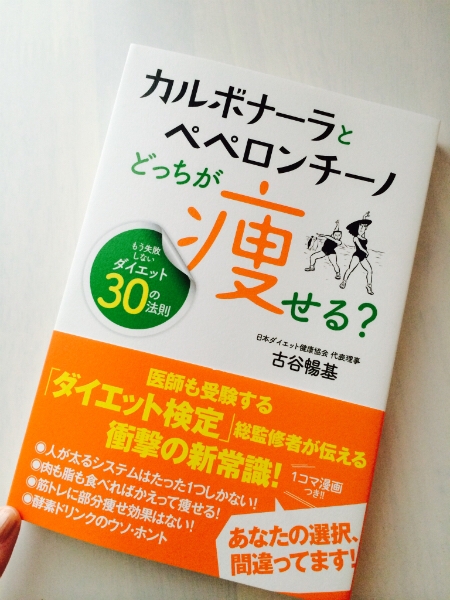 カルボナーラと
ペペロンチーノ
どっちが
痩せる?
もう失敗
しない
ダイエット
30の
法則
日本ダイエット健康協会 代表理事
古谷暢基
医師も受験する
「ダイエット検定」総監修者が伝える
衝撃の新常識!
●人が太るシステムはたった1つしかない!
●肉も脂も食べればかえって痩せる!
●筋トレに部分痩せ効果はない!
●酵素ドリンクのウソ・ホント
1コマ漫画
つき!!
あなたの選択、
間違ってます!